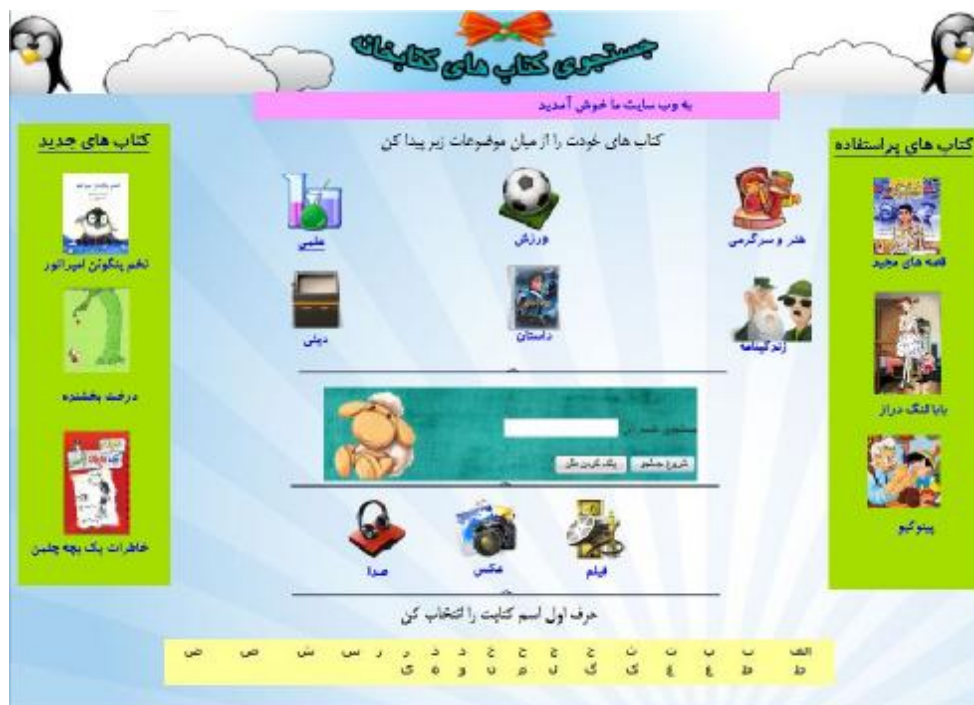 جستجوی کتاب های کتابخانه
به وب سایت ما خوش آمدید
کتاب های پراستفاده
قصه های مجید
بابا لنگ دراز
پینوکیو
کتاب های خودت را از میان موضوعات زیر پیدا کن
هنر و سرگرمی
ورزش
علمی
زندگینامه
داستان
دینی
شروع جستجو
پاک کردن متن
فیلم
عکس
صدا
حرف اول اسم کتابت را انتخاب کن
الف ب پ ت ث ج چ ح خ د ذ ر ز س ش ص ض
ط ظ ع غ ک گ ل م ن و ه ی
کتاب های جدید
تخم پنگوئن امپراتور
درخت بخشنده
خاطرات یک بچه چلمن